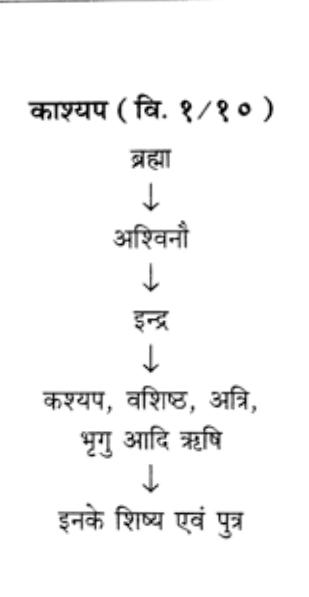 काश्यप ( वि. १/१० )
ब्रह्मा
↓
अश्विनौ
↓
इन्द्र
↓
कश्यप, वशिष्ठ, अत्रि,
भृगु आदि ऋषि
↓
इनके शिष्य एवं पुत्र